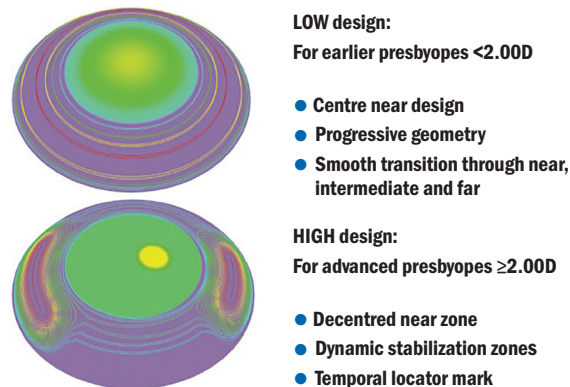 LOW design:
For earlier presbyopes <2.00D
● Centre near design
● Progressive geometry
● Smooth transition through near,
intermediate and far
HIGH design:
For advanced presbyopes ≥2.00D
● Decentred near zone
● Dynamic stabilization zones
● Temporal locator mark